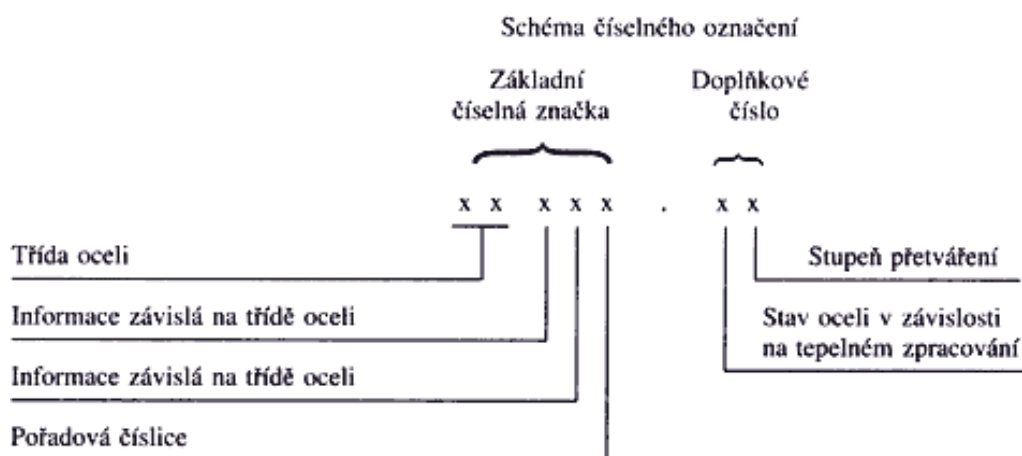 Schéma číselného označení
Základní
číselná značka
Doplňkové
číslo
x x x x x . x x
Třída oceli
Stupeň přetváření
Informace závislá na třídě oceli
Stav oceli v závislosti
na tepelném zpracování
Informace závislá na třídě oceli
Pořadová číslice